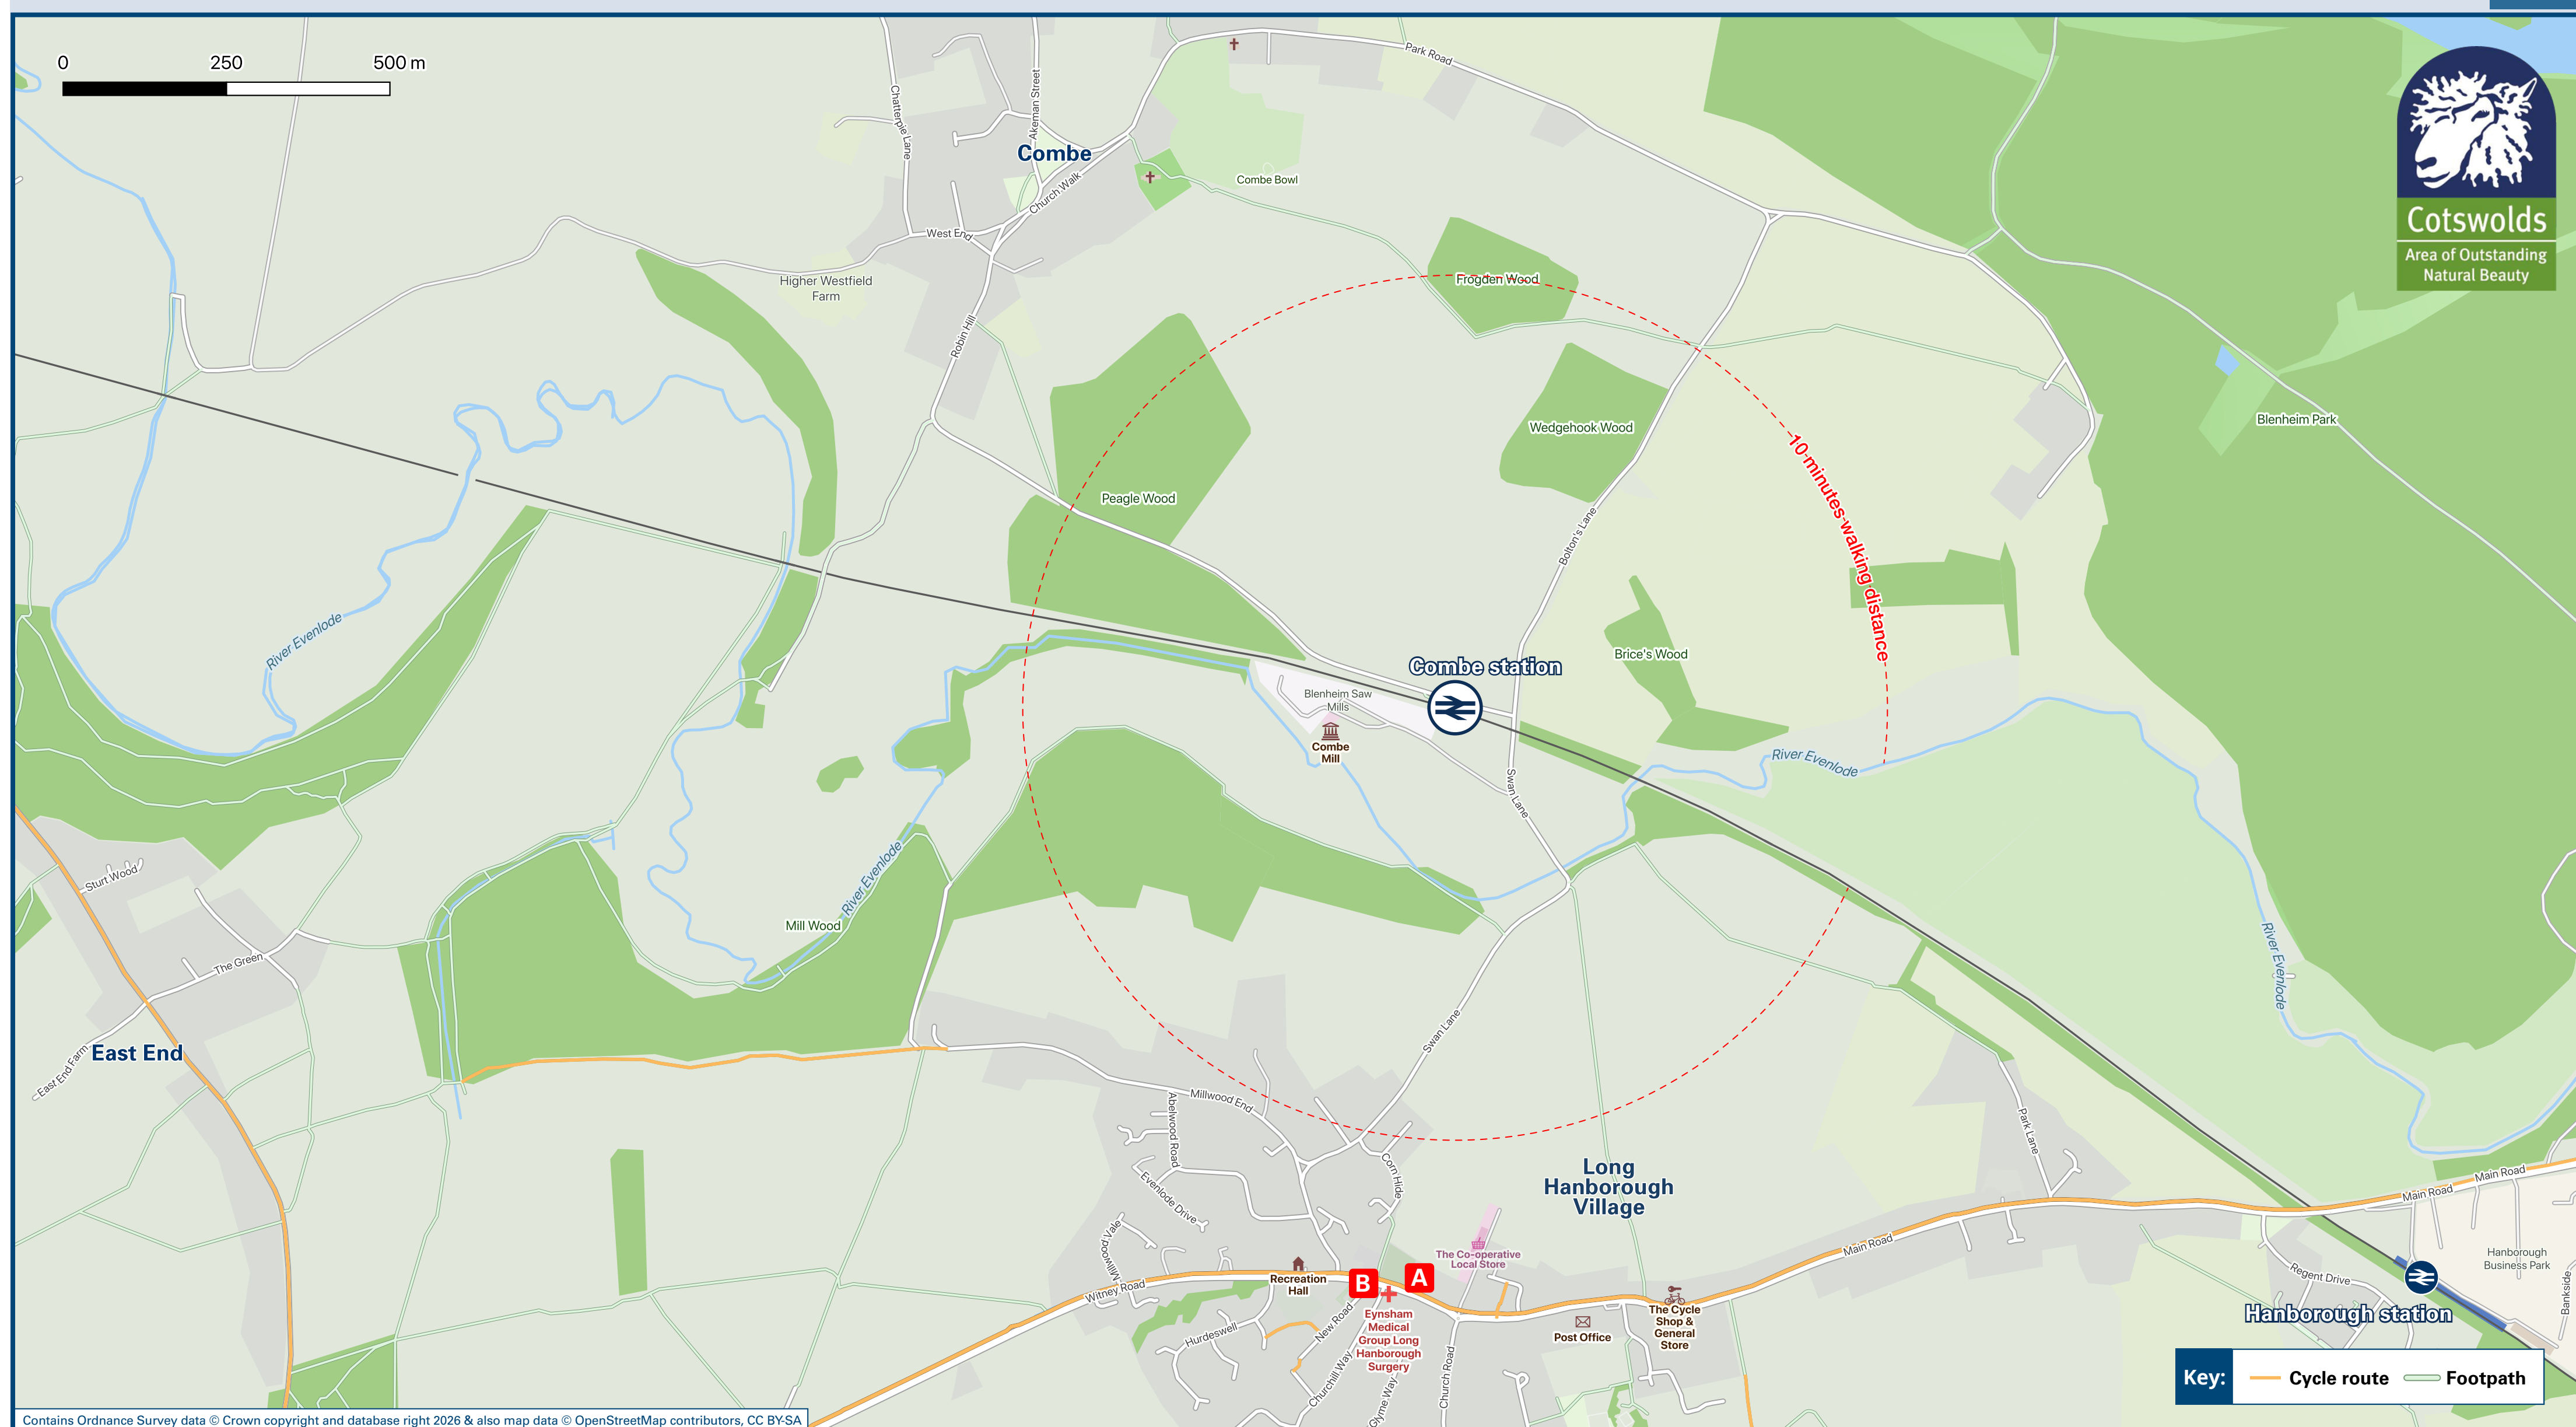 0 250 500 m
Park Road
Chatterpie Lane
Akeman Street
Combe
Church Walk
Combe Bowl
West End
Higher Westfield
Farm
Robin Hill
Frogden Wood
Cotswolds
Area of Outstanding
Natural Beauty
Wedgehook Wood
Blenheim Park
Peagle Wood
Bolton's Lane
10 minutes walking distance
River Evenlode
Brice's Wood
Combe station
Blenheim Saw
Mills
Combe
Mill
Swan Lane
River Evenlode
River Evenlode
Sturt Wood
Mill Wood
The Green
River Evenlode
East End
East End Farm
Swan Lane
Millwood End
Abelwood Road
Park Lane
Corn Hide
Evenlode Drive
Long
Hanborough
Village
Main Road
Main Road
Millwood Vale
Main Road
The Co-operative
Local Store
Hanborough
Business Park
Regent Drive
Bankside
Witney Road
Recreation
Hall
B
A
Eynsham
Medical
Group Long
Hanborough
Surgery
New Road
Hurdeswell
Churchill Way
Glyme Way
Church Road
Post Office
The Cycle
Shop &
General
Store
Hanborough station
Key:
Cycle route
Footpath
Contains Ordnance Survey data © Crown copyright and database right 2026 & also map data © OpenStreetMap contributors, CC BY-SA